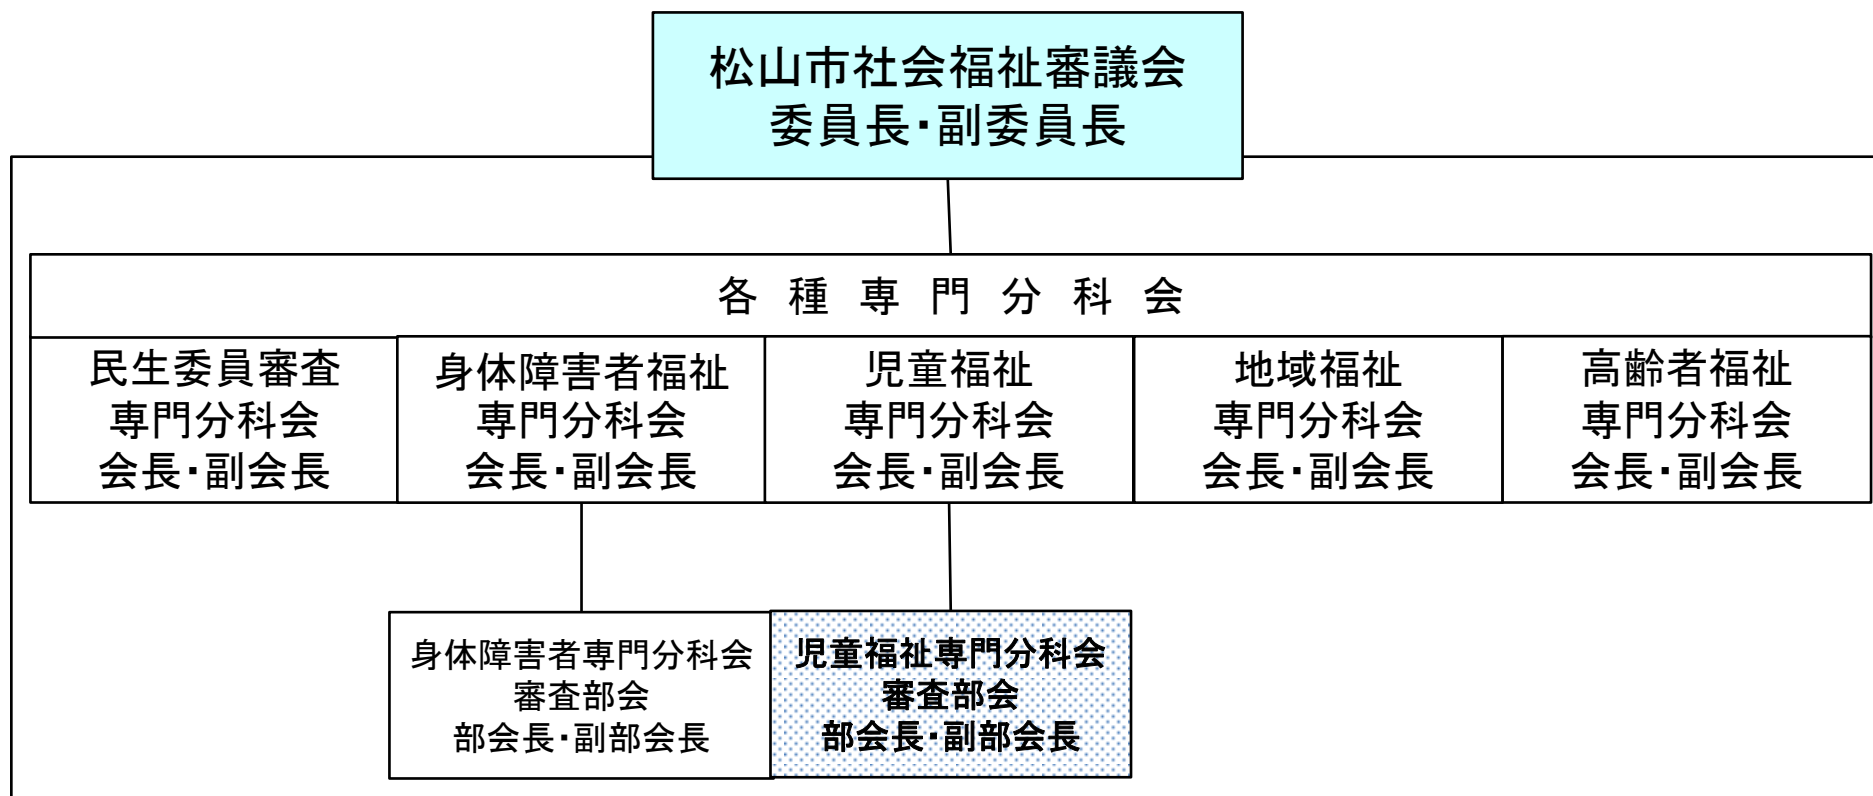 松山市社会福祉審議会
委員長・副委員長
各種専門分科会
民生委員審査
専門分科会
会長・副会長
身体障害者福祉
専門分科会
会長・副会長
児童福祉
専門分科会
会長・副会長
地域福祉
専門分科会
会長・副会長
高齢者福祉
専門分科会
会長・副会長
身体障害者専門分科会
審査部会
部会長・副部会長
児童福祉専門分科会
審査部会
部会長・副部会長